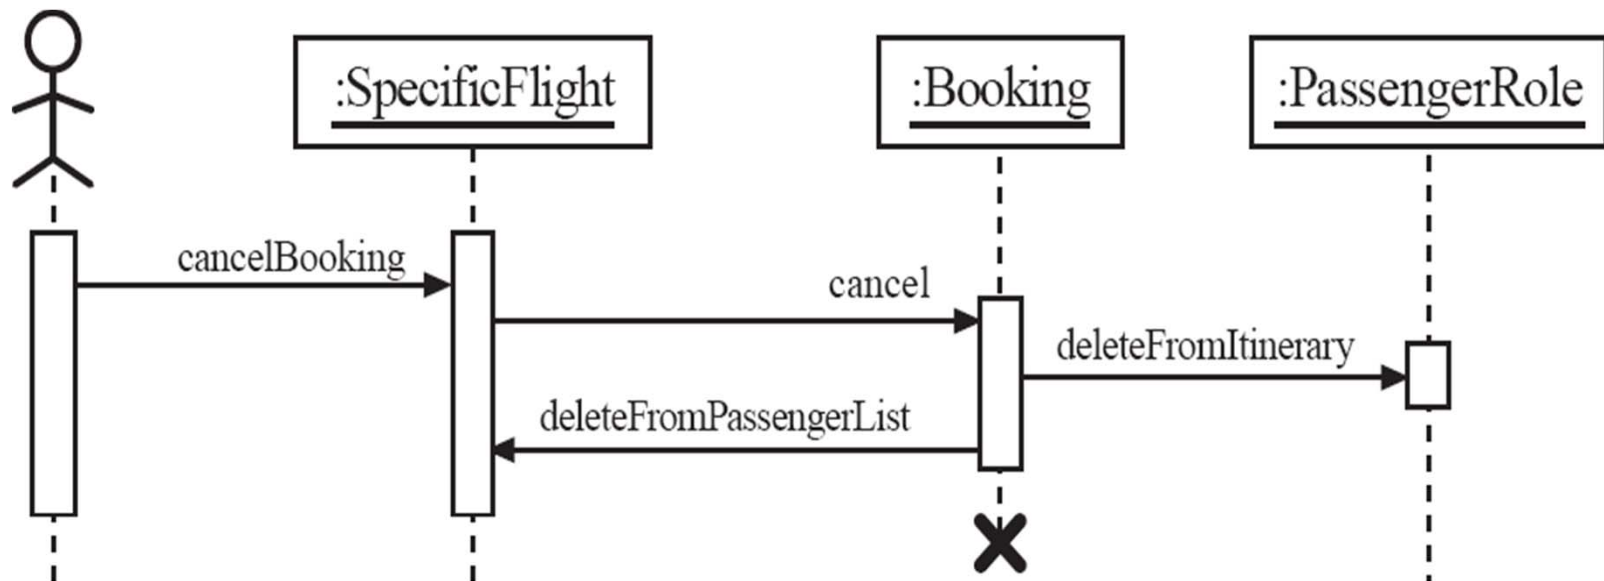 :SpecificFlight
:Booking
:PassengerRole
cancelBooking
cancel
deleteFromItinerary
deleteFromPassengerList